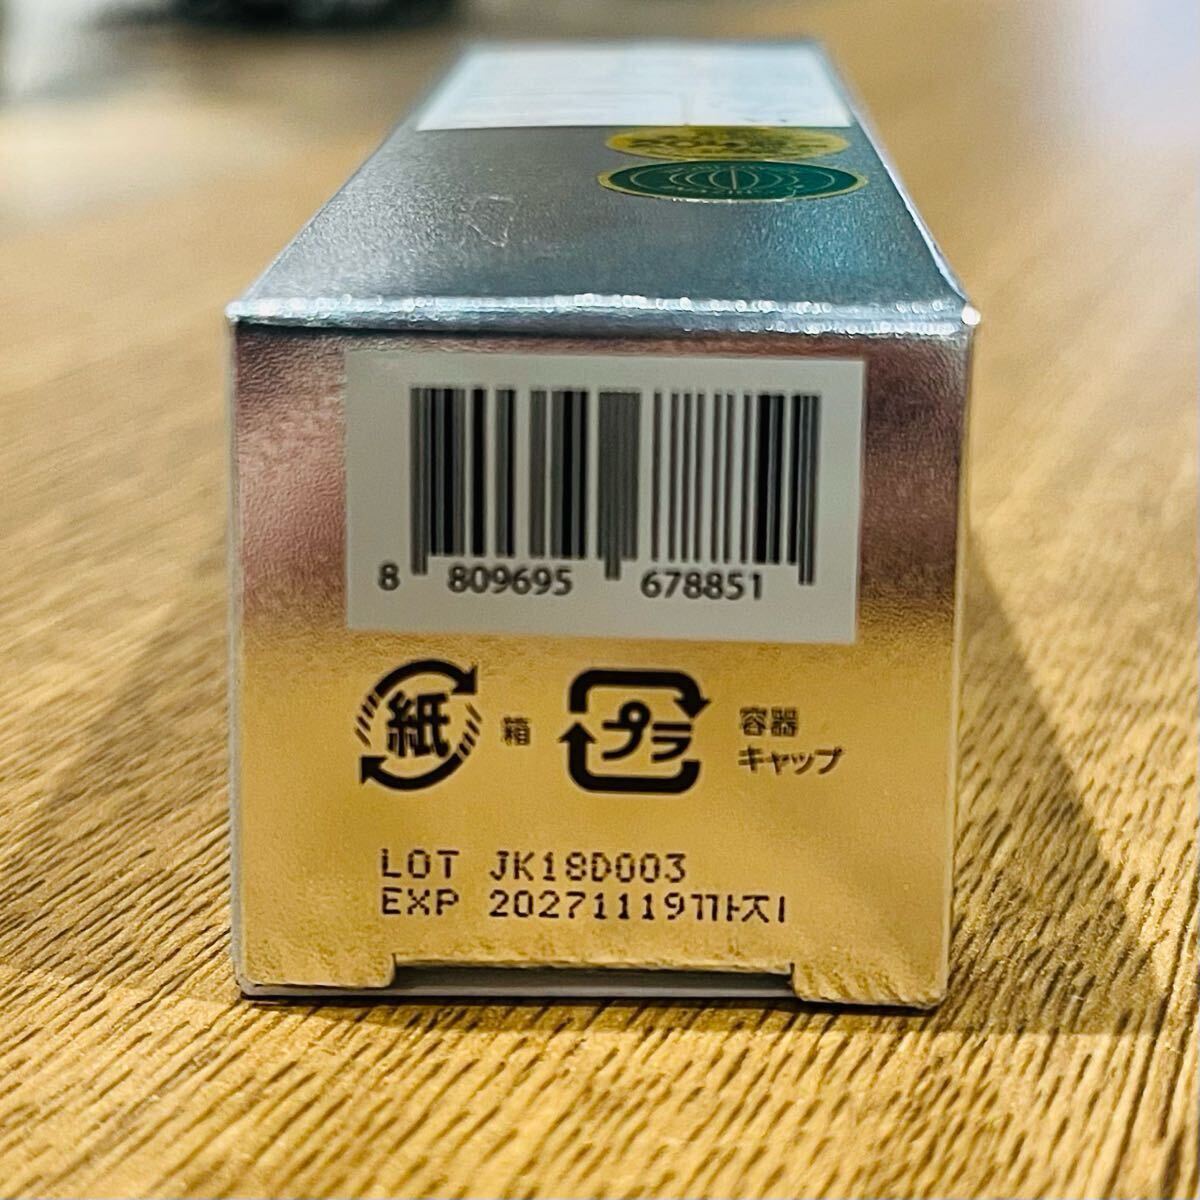 8 809695 678851
紙 箱 プラ 容器
キャップ
LOT JK18D003
EXP 20271119까지